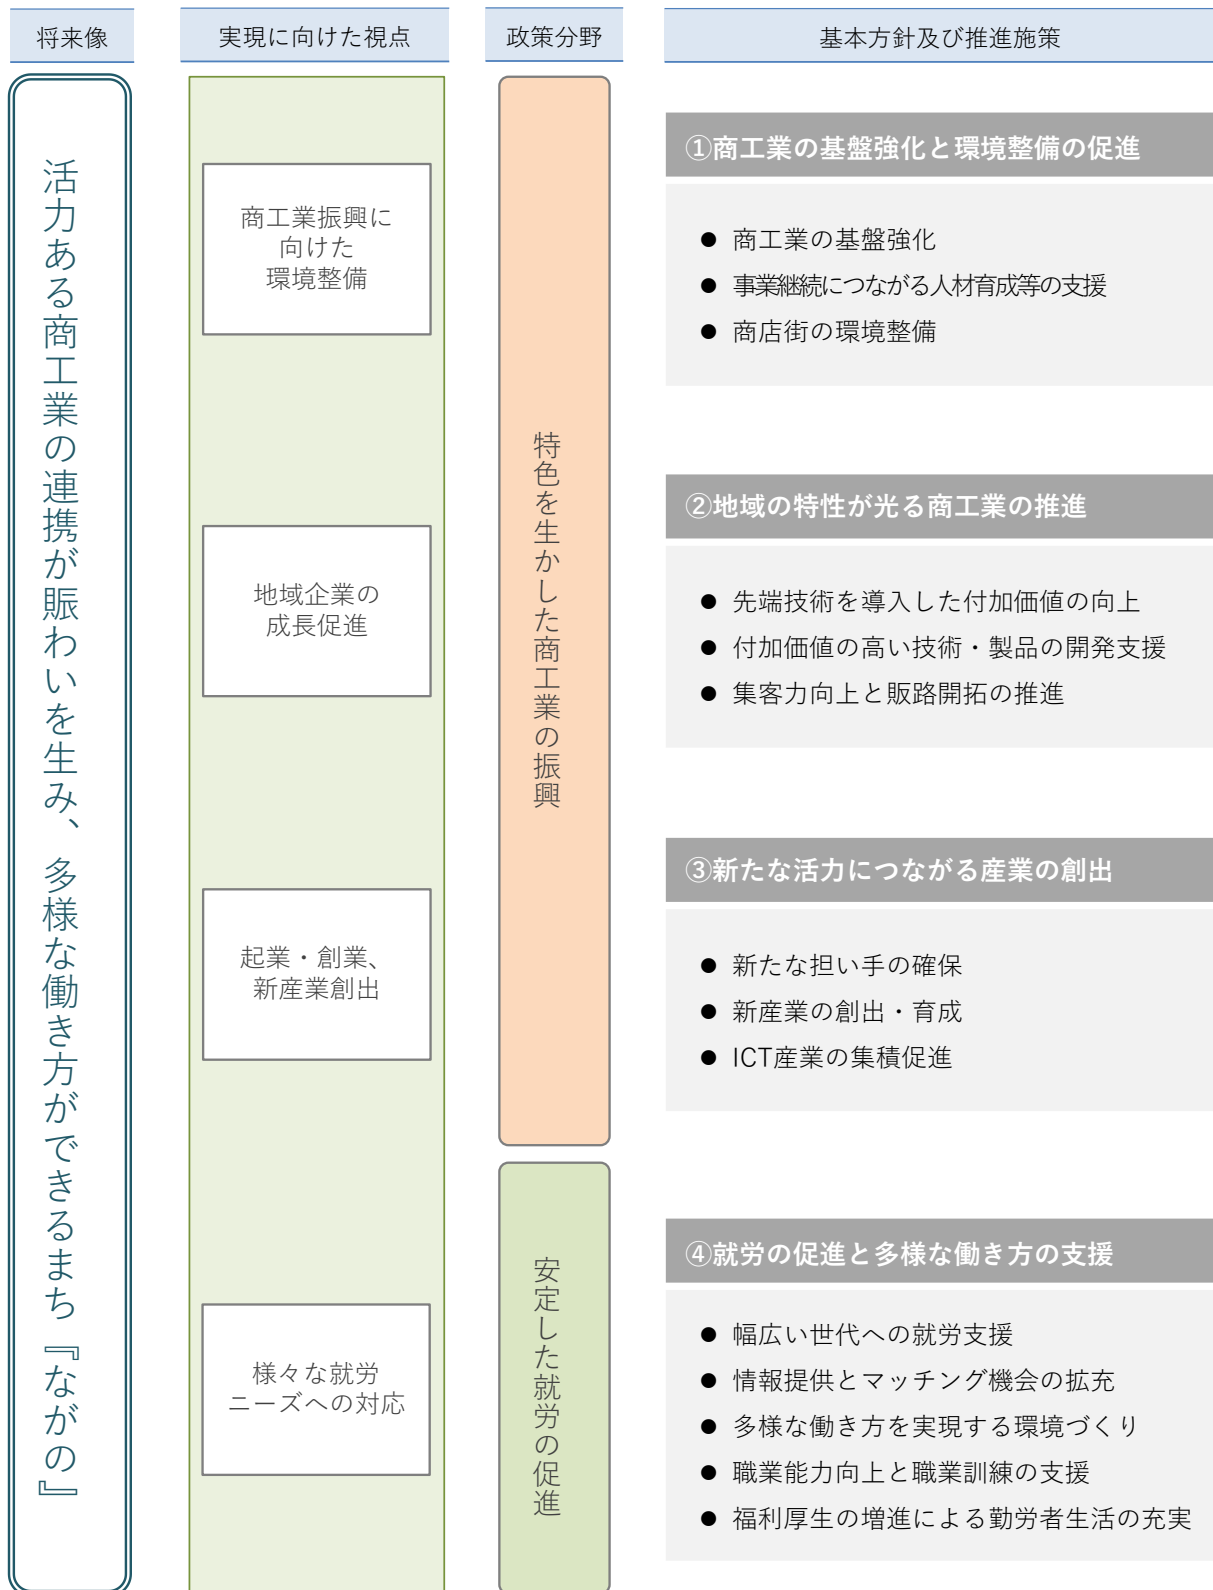 将来像
実現に向けた視点
政策分野
基本方針及び推進施策
活力ある商工業の連携が賑わいを生み、多様な働き方ができるまち『ながの』
商工業振興に
向けた
環境整備
地域企業の
成長促進
起業・創業、
新産業創出
様々な就労
ニーズへの対応
特色を生かした商工業の振興
安定した就労の促進
①商工業の基盤強化と環境整備の促進
● 商工業の基盤強化
● 事業継続につながる人材育成等の支援
● 商店街の環境整備
②地域の特性が光る商工業の推進
● 先端技術を導入した付加価値の向上
● 付加価値の高い技術・製品の開発支援
● 集客力向上と販路開拓の推進
③新たな活力につながる産業の創出
● 新たな担い手の確保
● 新産業の創出・育成
● ICT産業の集積促進
④就労の促進と多様な働き方の支援
● 幅広い世代への就労支援
● 情報提供とマッチング機会の拡充
● 多様な働き方を実現する環境づくり
● 職業能力向上と職業訓練の支援
● 福利厚生の増進による勤労者生活の充実